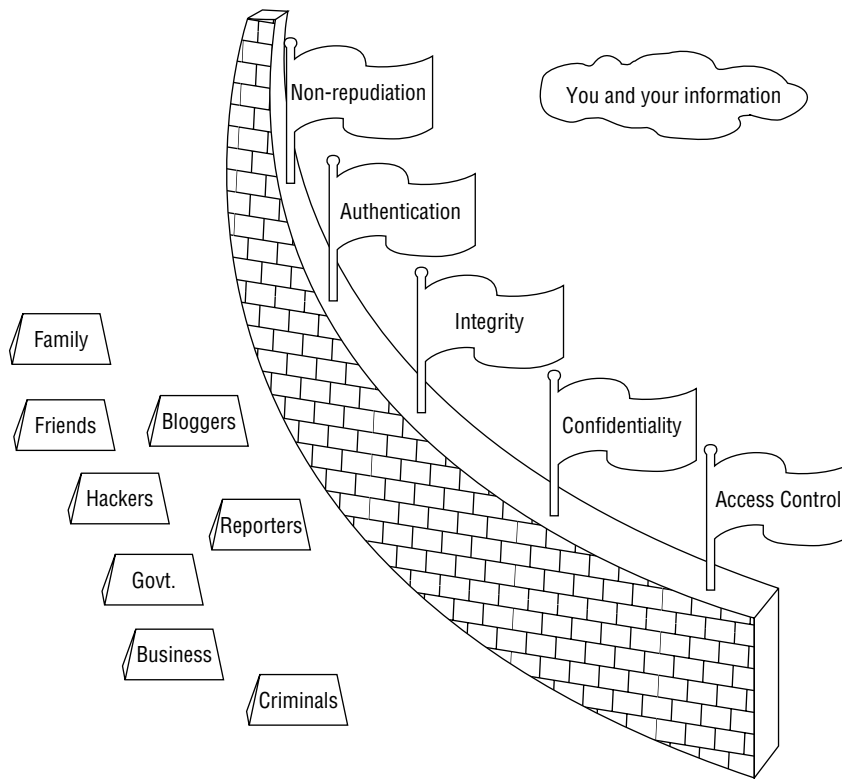 Non-repudiation
You and your information
Authentication
Integrity
Family
Friends
Bloggers
Confidentiality
Hackers
Access Control
Reporters
Govt.
Business
Criminals